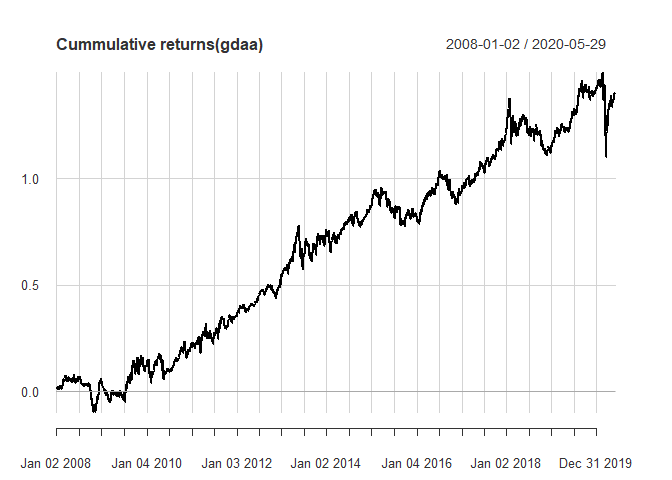 Cummulative returns(gdaa)
2008-01-02 / 2020-05-29
1.0
0.5
0.0
Jan 02 2008
Jan 04 2010
Jan 03 2012
Jan 02 2014
Jan 04 2016
Jan 02 2018
Dec 31 2019